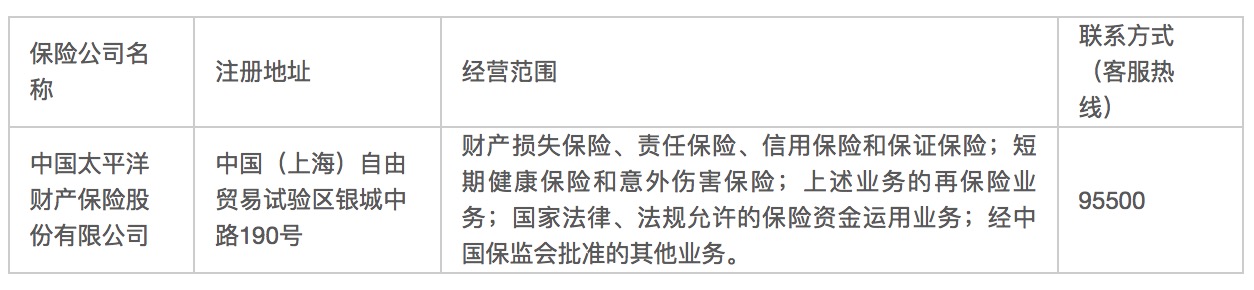 保险公司名
称
注册地址
经营范围
联系方式
（客服热
线）
中国太平洋
财产保险股
份有限公司
中国（上海）自由
贸易试验区银城中
路190号
财产损失保险、责任保险、信用保险和保证保险；短
期健康保险和意外伤害保险；上述业务的再保险业
务；国家法律、法规允许的保险资金运用业务；经中
国保监会批准的其他业务。
95500